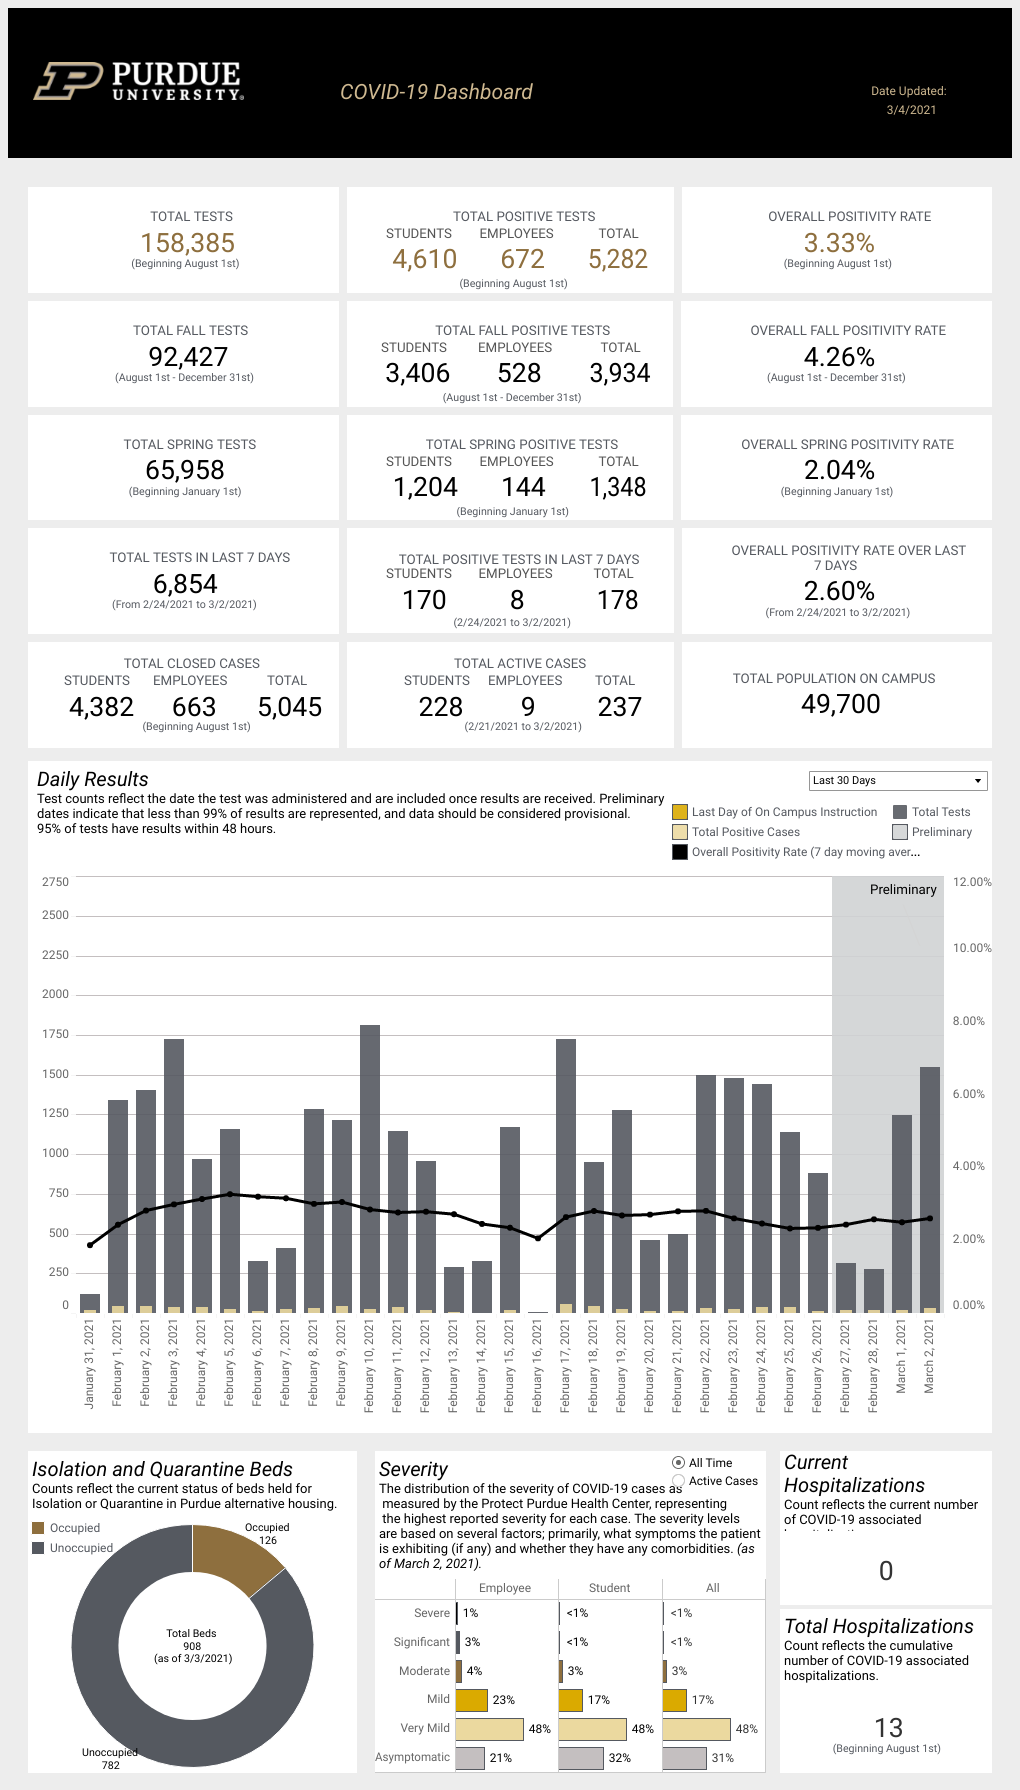 PURDUE
UNIVERSITY®
COVID-19 Dashboard
Date Updated:
3/4/2021
TOTAL TESTS
158,385
(Beginning August 1st)
TOTAL POSITIVE TESTS
STUDENTS EMPLOYEES TOTAL
4,610 672 5,282
(Beginning August 1st)
OVERALL POSITIVITY RATE
3.33%
(Beginning August 1st)
TOTAL FALL TESTS
92,427
(August 1st - December 31st)
TOTAL FALL POSITIVE TESTS
STUDENTS EMPLOYEES TOTAL
3,406 528 3,934
(August 1st - December 31st)
OVERALL FALL POSITIVITY RATE
4.26%
(August 1st - December 31st)
TOTAL SPRING TESTS
65,958
(Beginning January 1st)
TOTAL SPRING POSITIVE TESTS
STUDENTS EMPLOYEES TOTAL
1,204 144 1,348
(Beginning January 1st)
OVERALL SPRING POSITIVITY RATE
2.04%
(Beginning January 1st)
TOTAL TESTS IN LAST 7 DAYS
6,854
(From 2/24/2021 to 3/2/2021)
TOTAL POSITIVE TESTS IN LAST 7 DAYS
STUDENTS EMPLOYEES TOTAL
170 8 178
(2/24/2021 to 3/2/2021)
OVERALL POSITIVITY RATE OVER LAST
7 DAYS
2.60%
(From 2/24/2021 to 3/2/2021)
TOTAL CLOSED CASES
STUDENTS EMPLOYEES TOTAL
4,382 663 5,045
(Beginning August 1st)
TOTAL ACTIVE CASES
STUDENTS EMPLOYEES TOTAL
228 9 237
(2/21/2021 to 3/2/2021)
TOTAL POPULATION ON CAMPUS
49,700
Daily Results
Test counts reflect the date the test was administered and are included once results are received. Preliminary
dates indicate that less than 99% of results are represented, and data should be considered provisional.
95% of tests have results within 48 hours.
Last 30 Days
Last Day of On Campus Instruction
Total Tests
Total Positive Cases
Preliminary
Overall Positivity Rate (7 day moving aver...
Preliminary
2750
2500
2250
2000
1750
1500
1250
1000
750
500
250
0
12.00%
10.00%
8.00%
6.00%
4.00%
2.00%
0.00%
January 31, 2021
February 1, 2021
February 2, 2021
February 3, 2021
February 4, 2021
February 5, 2021
February 6, 2021
February 7, 2021
February 8, 2021
February 9, 2021
February 10, 2021
February 11, 2021
February 12, 2021
February 13, 2021
February 14, 2021
February 15, 2021
February 16, 2021
February 17, 2021
February 18, 2021
February 19, 2021
February 20, 2021
February 21, 2021
February 22, 2021
February 23, 2021
February 24, 2021
February 25, 2021
February 26, 2021
February 27, 2021
February 28, 2021
March 1, 2021
March 2, 2021
Isolation and Quarantine Beds
Counts reflect the current status of beds held for
Isolation or Quarantine in Purdue alternative housing.
Occupied
Unoccupied
Occupied
126
Total Beds
908
(as of 3/3/2021)
Unoccupied
782
Severity
All Time
Active Cases
The distribution of the severity of COVID-19 cases as
measured by the Protect Purdue Health Center, representing
the highest reported severity for each case. The severity levels
are based on several factors; primarily, what symptoms the patient
is exhibiting (if any) and whether they have any comorbidities. (as
of March 2, 2021).
Employee Student All
Severe 1% <1% <1%
Significant 3% <1% <1%
Moderate 4% 3% 3%
Mild 23% 17% 17%
Very Mild 48% 48% 48%
Asymptomatic 21% 32% 31%
Current
Hospitalizations
Count reflects the current number
of COVID-19 associated
0
Total Hospitalizations
Count reflects the cumulative
number of COVID-19 associated
hospitalizations.
13
(Beginning August 1st)